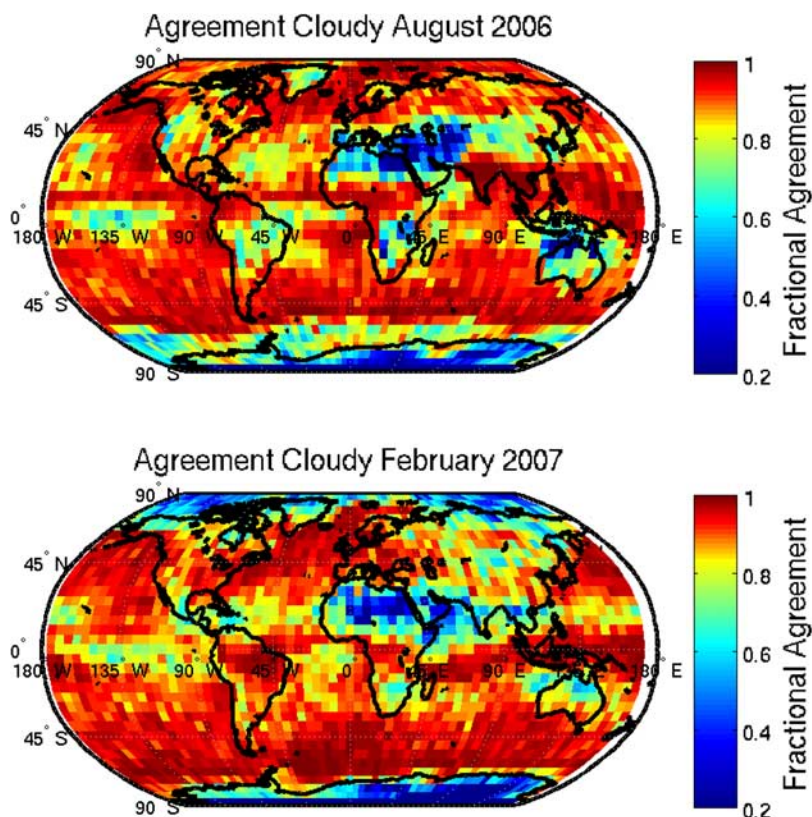 Agreement Cloudy August 2006
90° N
45° N
0°
180° W 135° W 90° W 45° W 0° 45° E 90° E 135° E 180° E
45° S
90° S
1
0.8
0.6
0.4
0.2
Fractional Agreement
Agreement Cloudy February 2007
90° N
45° N
0°
180° W 135° W 90° W 45° W 0° 45° E 90° E 135° E 180° E
45° S
90° S
1
0.8
0.6
0.4
0.2
Fractional Agreement